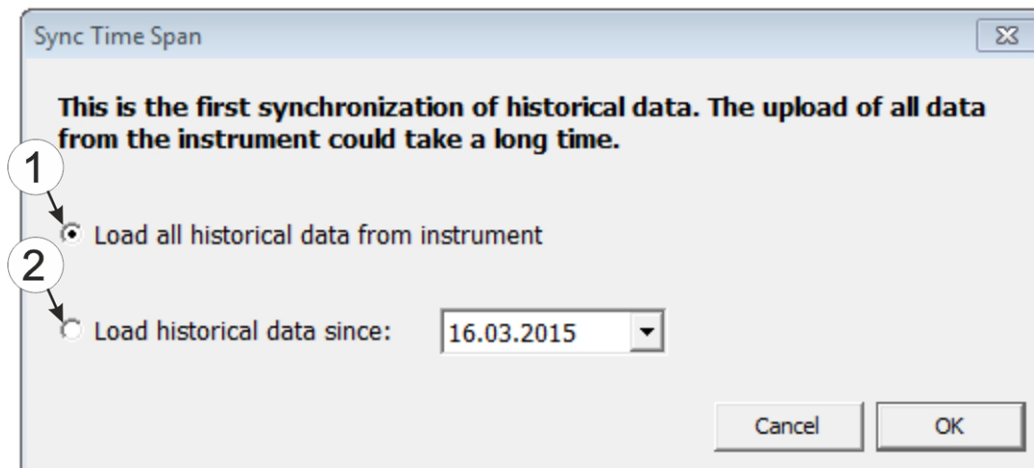 Sync Time Span
This is the first synchronization of historical data. The upload of all data
from the instrument could take a long time.
1
Load all historical data from instrument
2
Load historical data since: 16.03.2015
Cancel OK